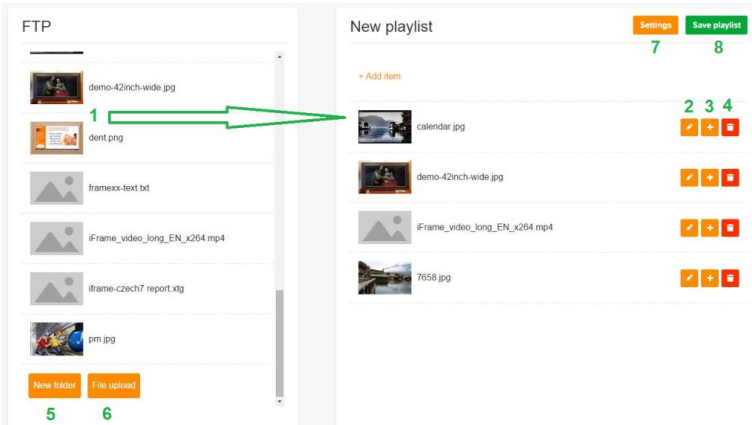 FTP
demo-42inch-wide.jpg
1
dent.png
framexx-text.txt
iFrame_video_long_EN_x264.mp4
iframe-czech7 report.xtg
pm.jpg
New folder
File upload
5
6
New playlist
Settings
Save playlist
7
8
+ Add item
2 3 4
calendar.jpg
demo-42inch-wide.jpg
iFrame_video_long_EN_x264.mp4
7658.jpg